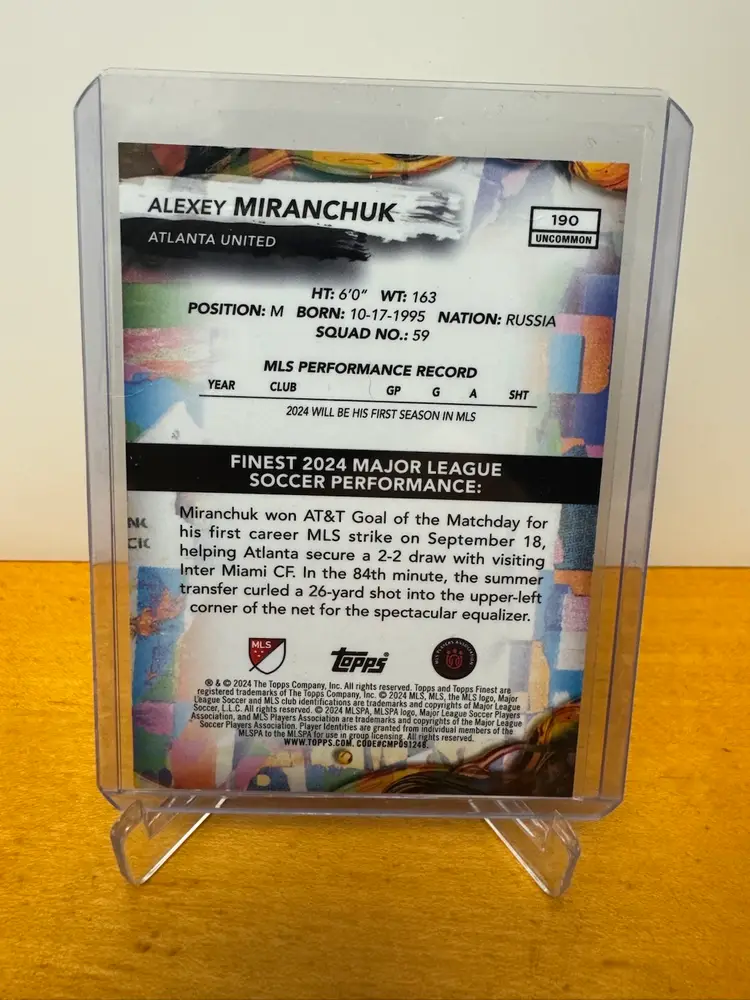 ALEXEY MIRANCHUK
ATLANTA UNITED
190
UNCOMMON
HT: 6'0" WT: 163
POSITION: M BORN: 10-17-1995 NATION: RUSSIA
SQUAD NO.: 59
MLS PERFORMANCE RECORD
YEAR CLUB GP G A SHT
2024 WILL BE HIS FIRST SEASON IN MLS
FINEST 2024 MAJOR LEAGUE
SOCCER PERFORMANCE:
Miranchuk won AT&T Goal of the Matchday for
his first career MLS strike on September 18,
helping Atlanta secure a 2-2 draw with visiting
Inter Miami CF. In the 84th minute, the summer
transfer curled a 26-yard shot into the upper-left
corner of the net for the spectacular equalizer.
NK
CK
MLS
Topps
MLS PLAYERS ASSOCIATION
® & © 2024 The Topps Company, Inc. All rights reserved. Topps and Topps Finest are
registered trademarks of The Topps Company, Inc. © 2024 MLS, MLS, the MLS logo, Major
League Soccer and MLS club identifications are trademarks and copyrights of Major League
Soccer, L.L.C. All rights reserved. © 2024 MLSPA, MLSPA logo, Major League Soccer Players
Association, and MLS Players Association are trademarks and copyrights of the Major League
Soccer Players Association. Player Identities are granted from individual members of the
MLSPA to the MLSPA for use in group licensing. All rights reserved.
WWW.TOPPS.COM. CODE#CMP091246.